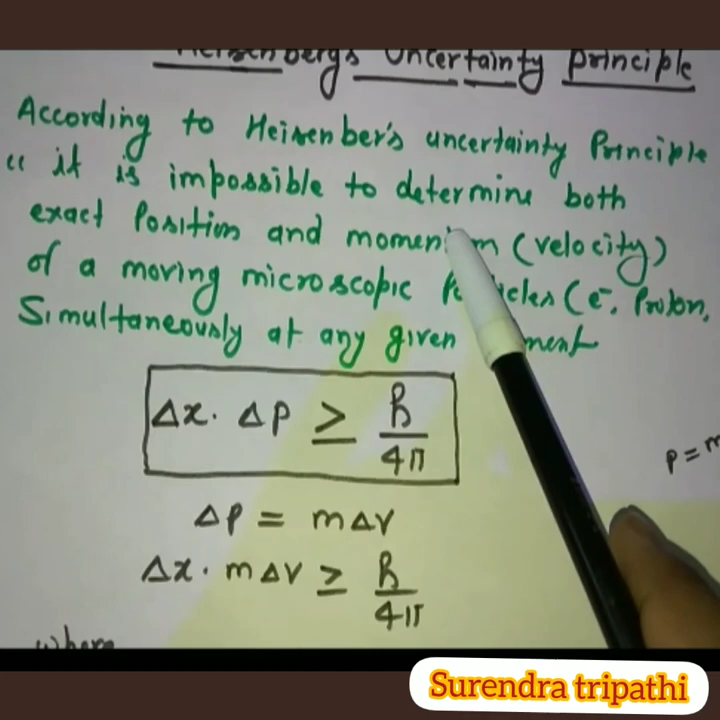 Heisenberg's Uncertainty principle
According to Heisenber's uncertainty Principle
" it is impossible to determine both
exact Position and momentum (velocity)
of a moving microscopic Particles (e⁻, Proton,
Simultaneously at any given moment
Δx. Δp ≥ h/4π
p = m
Δp = mΔv
Δx. mΔv ≥ h/4π
where
Surendra tripathi